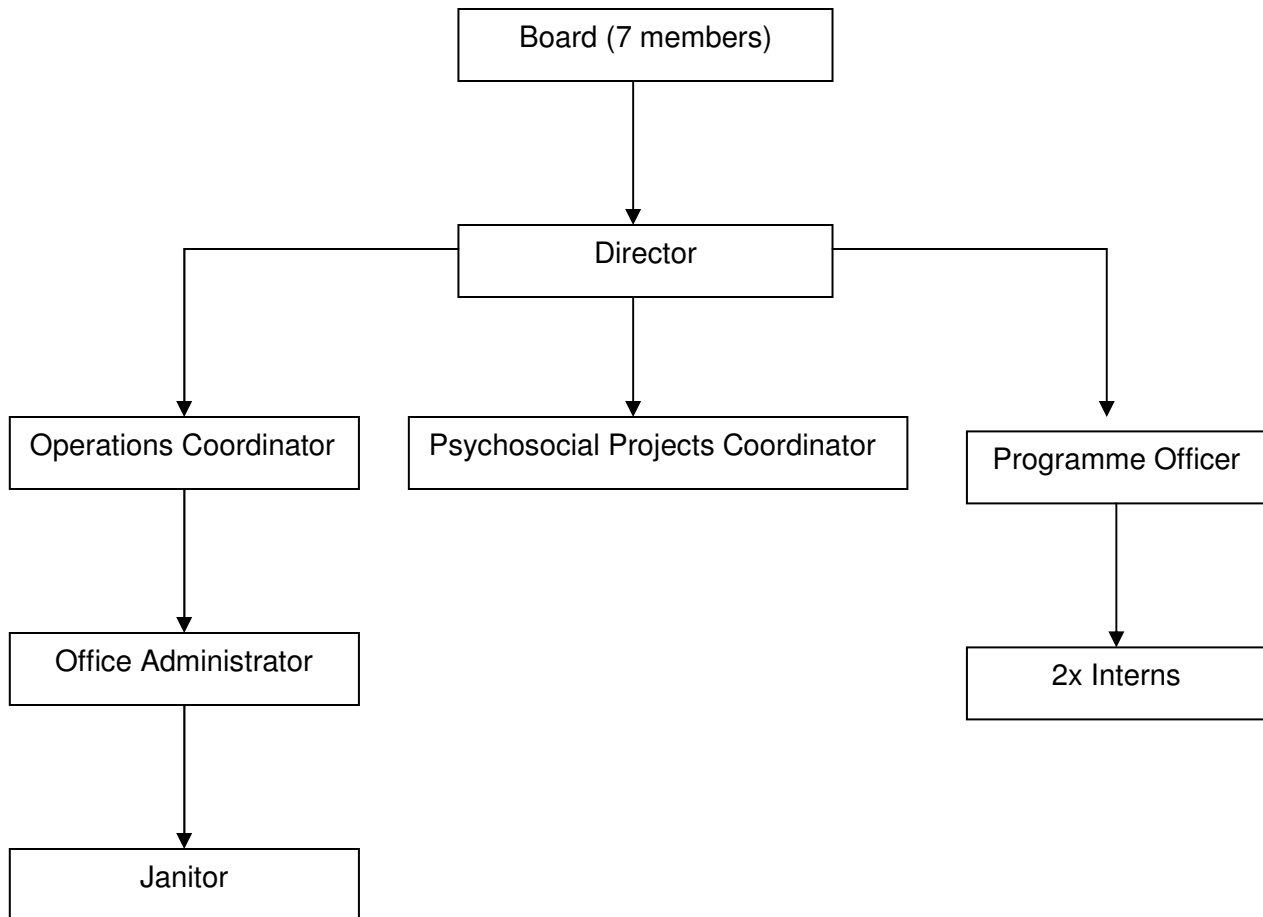 Board (7 members)
Director
Operations Coordinator
Psychosocial Projects Coordinator
Programme Officer
Office Administrator
2x Interns
Janitor